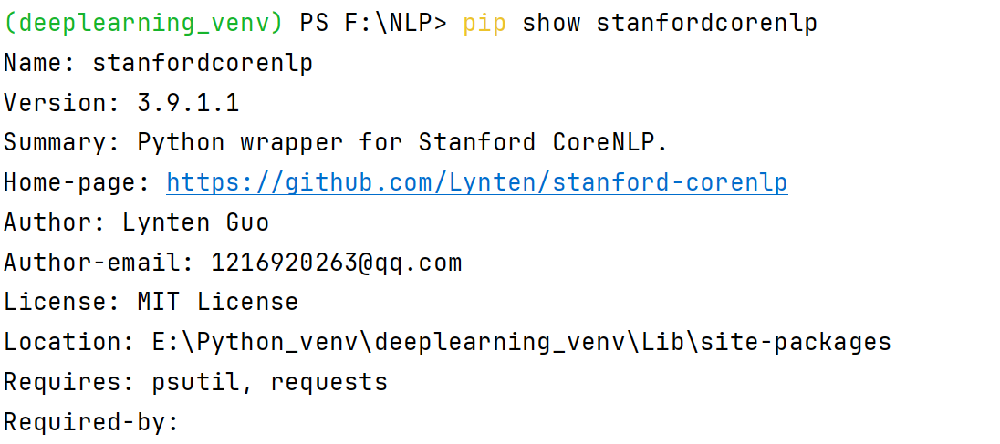 (deeplearning_venv) PS F:\NLP> pip show stanfordcorenlp
Name: stanfordcorenlp
Version: 3.9.1.1
Summary: Python wrapper for Stanford CoreNLP.
Home-page: https://github.com/Lynten/stanford-corenlp
Author: Lynten Guo
Author-email: 1216920263@qq.com
License: MIT License
Location: E:\Python_venv\deeplearning_venv\Lib\site-packages
Requires: psutil, requests
Required-by: